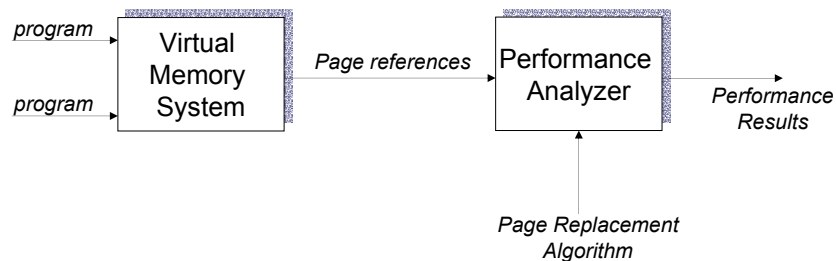 program
program
Virtual
Memory
System
Page references
Performance
Analyzer
Performance
Results
Page Replacement
Algorithm